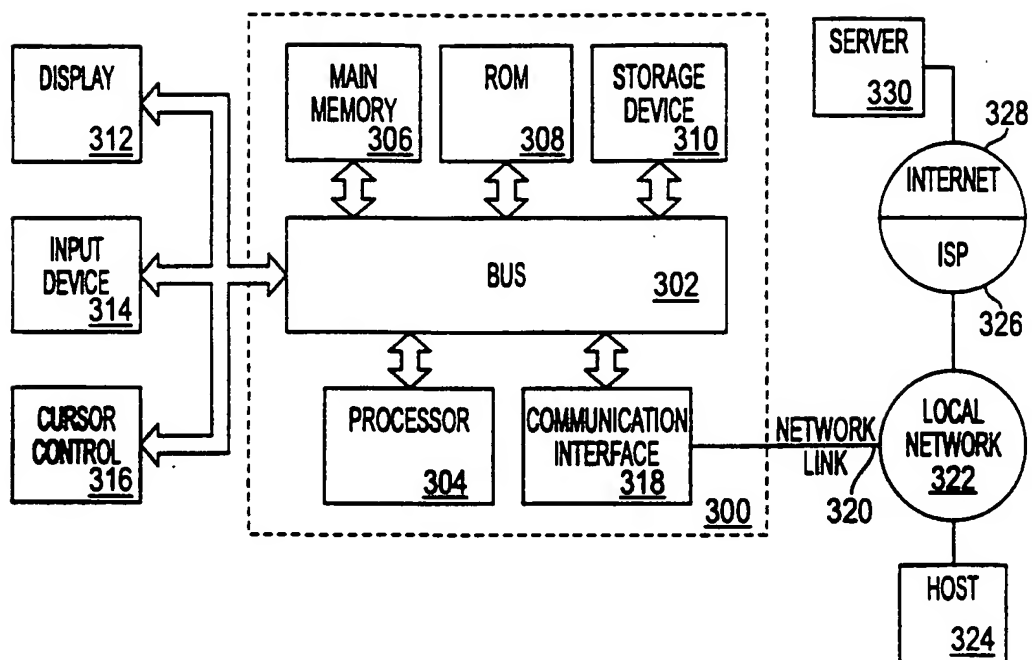 DISPLAY
312
INPUT
DEVICE
314
CURSOR
CONTROL
316
MAIN
MEMORY
306
ROM
308
STORAGE
DEVICE
310
BUS
302
PROCESSOR
304
COMMUNICATION
INTERFACE
318
300
NETWORK
LINK
320
SERVER
330
328
INTERNET
ISP
326
LOCAL
NETWORK
322
HOST
324